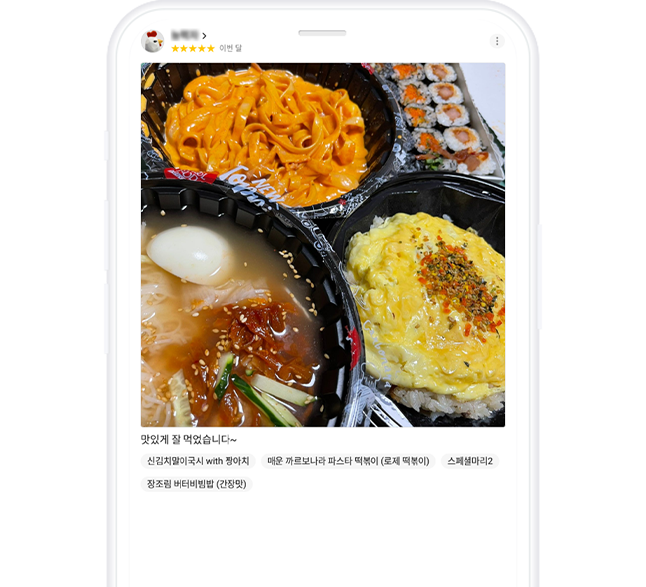 이번 달
NEW
맛있게 잘 먹었습니다~
신김치말이국시 with 짱아치
매운 까르보나라 파스타 떡볶이 (로제 떡볶이)
스페셜마리2
장조림 버터비빔밥 (간장맛)